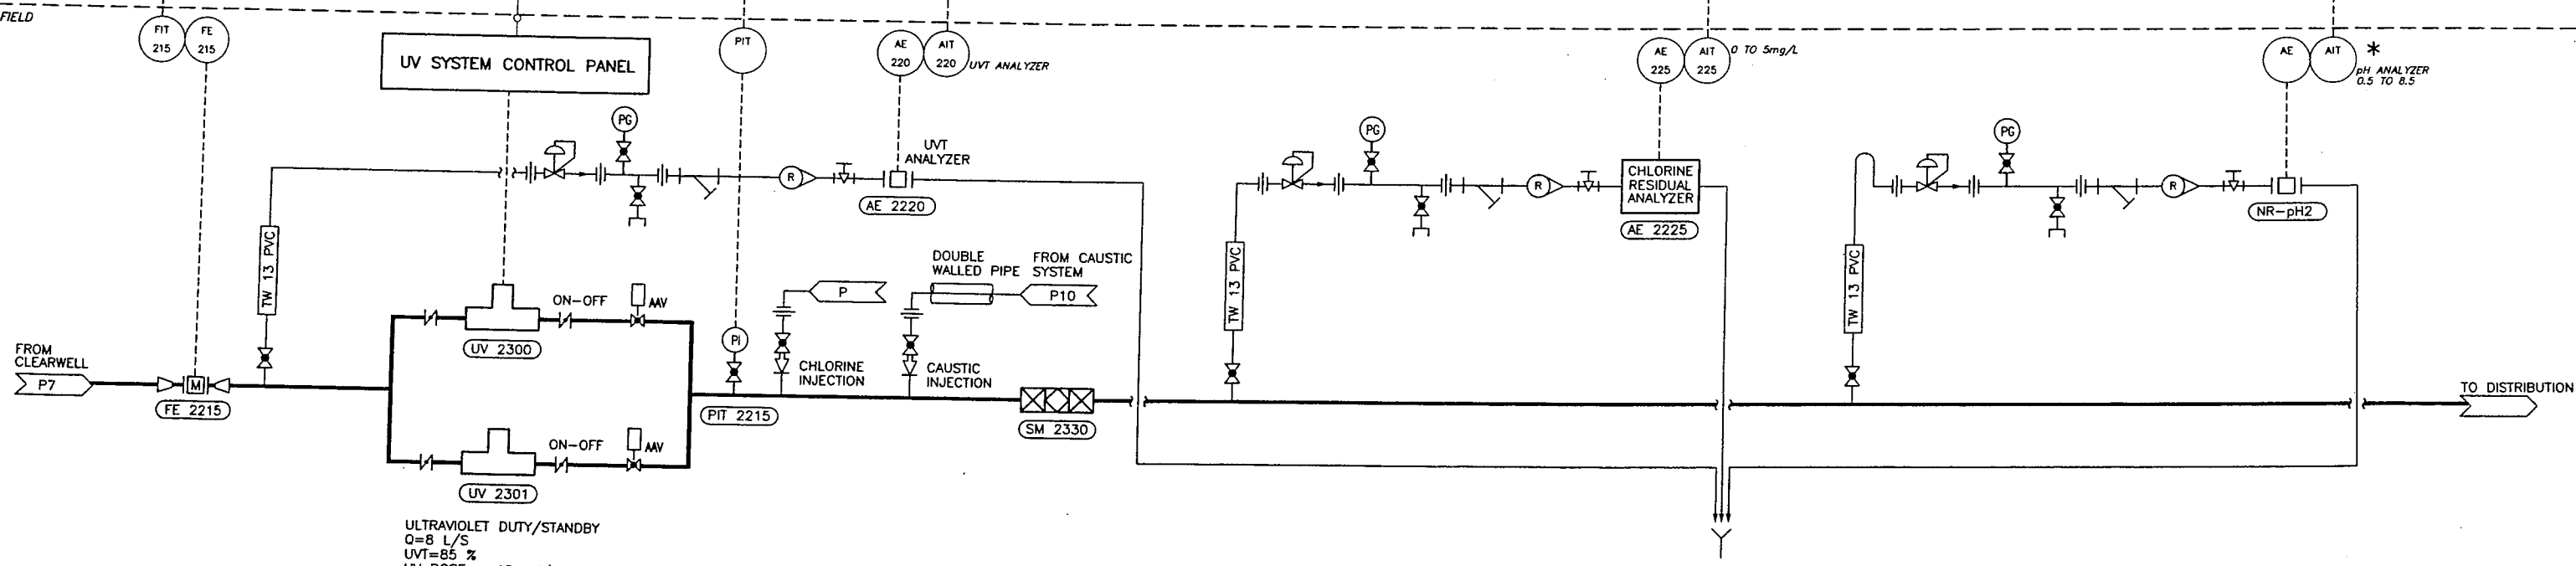 FIELD
FIT
215
FE
215
UV SYSTEM CONTROL PANEL
PIT
AE
220
AIT
220
UVT ANALYZER
AE
225
AIT
225
0 TO 5mg/L
AE
AIT
*
pH ANALYZER
0.5 TO 8.5
PG
UVT
ANALYZER
R
AE 2220
PG
R
CHLORINE
RESIDUAL
ANALYZER
AE 2225
PG
R
NR-pH2
TW 13 PVC
TW 13 PVC
TW 13 PVC
DOUBLE
WALLED PIPE
FROM CAUSTIC
SYSTEM
P
P10
ON-OFF
AAV
UV 2300
PI
FROM
CLEARWELL
P7
M
FE 2215
CHLORINE
INJECTION
CAUSTIC
INJECTION
PIT 2215
SM 2330
TO DISTRIBUTION
ON-OFF
AAV
UV 2301
ULTRAVIOLET DUTY/STANDBY
Q=8 L/S
UVT=85 %